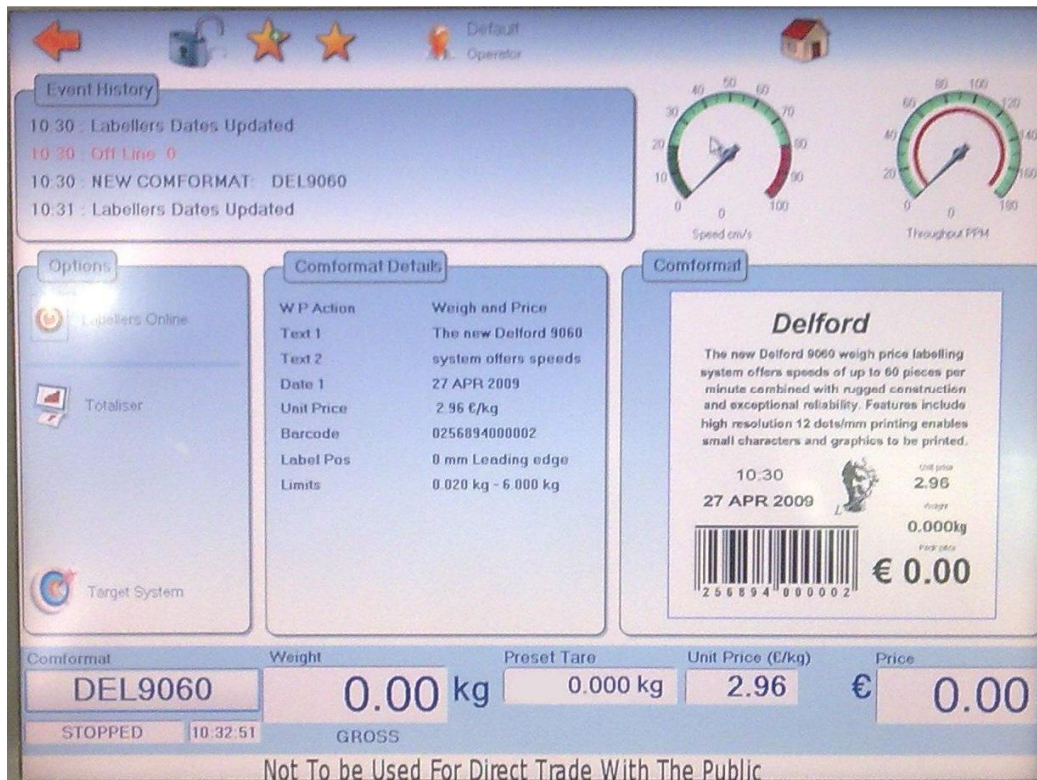 Default
Operator
Event History
10:30 : Labellers Dates Updated
10:30 : Off Line 0
10:30 : NEW COMFORMAT: DEL9060
10:31 : Labellers Dates Updated
0 10 20 30 40 50 60 70 80 90 100
0
Speed cm/s
0 20 40 60 80 100 120 140 160 180
0
Throughput PPM
Options
Labellers Online
Totaliser
Target System
Comformat Details
W P Action Weigh and Price
Text 1 The new Delford 9060
Text 2 system offers speeds
Date 1 27 APR 2009
Unit Price 2.96 €/kg
Barcode 0256894000002
Label Pos 0 mm Leading edge
Limits 0.020 kg - 6.000 kg
Comformat
Delford
The new Delford 9060 weigh price labelling
system offers speeds of up to 60 pieces per
minute combined with rugged construction
and exceptional reliability. Features include
high resolution 12 dots/mm printing enables
small characters and graphics to be printed.
10:30
27 APR 2009
Unit price
2.96
Weight
0.000kg
Pack price
€ 0.00
256894 000002
Comformat
DEL9060
STOPPED 10:32:51
Weight
0.00 kg
GROSS
Preset Tare
0.000 kg
Unit Price (€/kg)
2.96
Price
€ 0.00
Not To be Used For Direct Trade With The Public